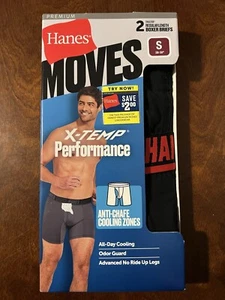 PREMIUM
Hanes
MOVES
2
BOXER BRIEFS
S
TRY NOW!
Hanes
SAVE
$2.00
X-TEMP
Performance
HA
ANTI-CHAFE
COOLING ZONES
All-Day Cooling
Odor Guard
Advanced No Ride Up Legs